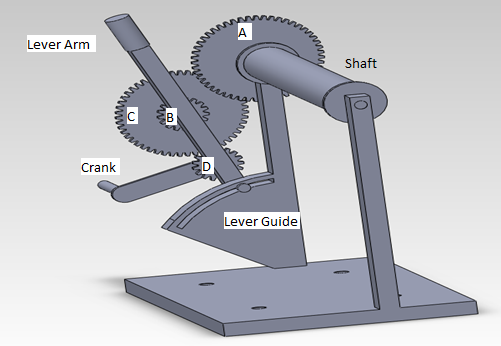 A
Lever Arm
Shaft
C
B
D
Crank
Lever Guide